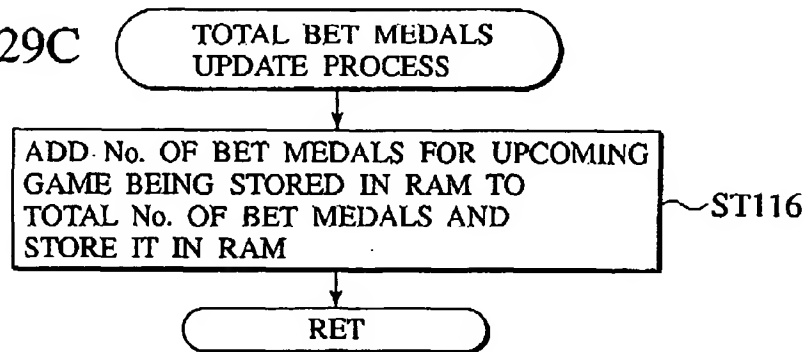 29C
TOTAL BET MEDALS
UPDATE PROCESS
ADD No. OF BET MEDALS FOR UPCOMING
GAME BEING STORED IN RAM TO
TOTAL No. OF BET MEDALS AND
STORE IT IN RAM
ST116
RET